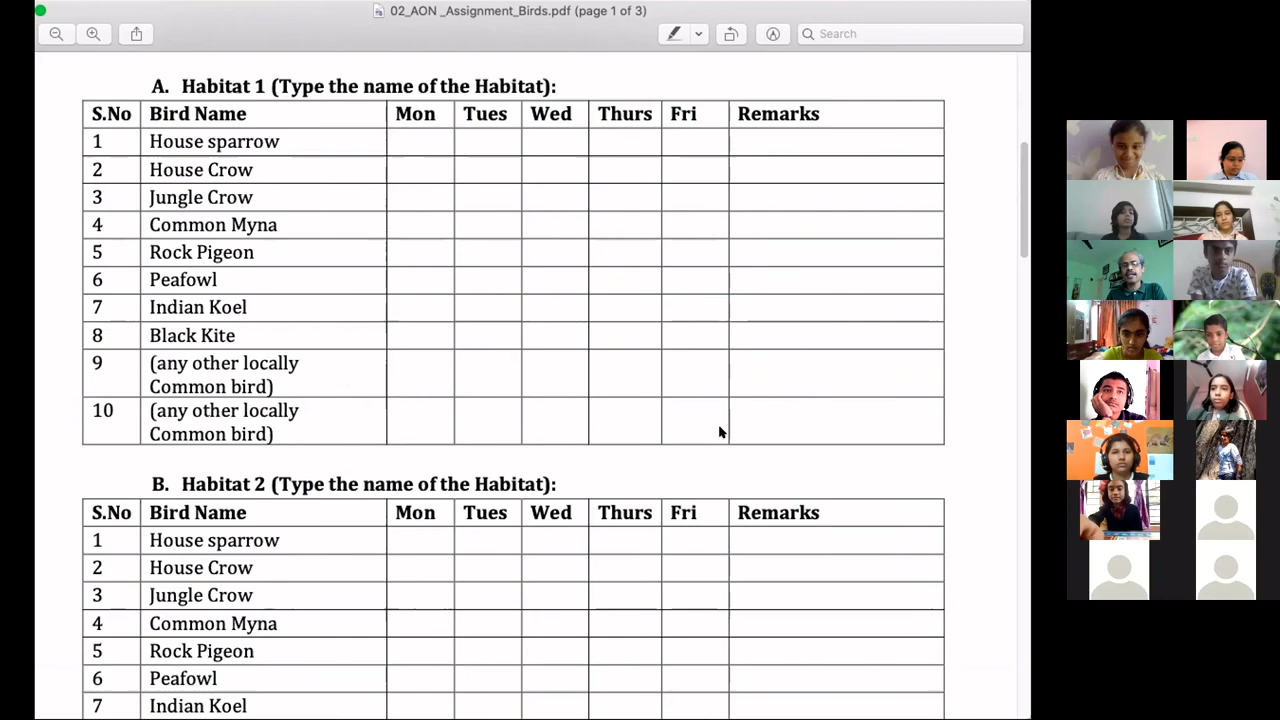 02_AON _Assignment_Birds.pdf (page 1 of 3)
Search
A. Habitat 1 (Type the name of the Habitat):
S.No Bird Name Mon Tues Wed Thurs Fri Remarks
1 House sparrow
2 House Crow
3 Jungle Crow
4 Common Myna
5 Rock Pigeon
6 Peafowl
7 Indian Koel
8 Black Kite
9 (any other locally
Common bird)
10 (any other locally
Common bird)
B. Habitat 2 (Type the name of the Habitat):
S.No Bird Name Mon Tues Wed Thurs Fri Remarks
1 House sparrow
2 House Crow
3 Jungle Crow
4 Common Myna
5 Rock Pigeon
6 Peafowl
7 Indian Koel